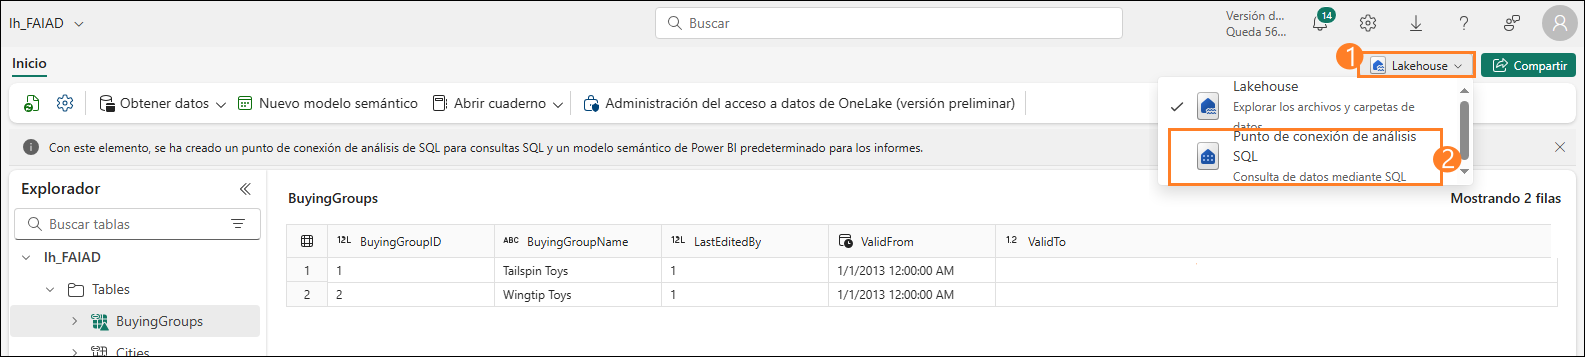 lh_FAIAD
Buscar
Versión d...
Queda 56...
14
Inicio
1
Lakehouse
Compartir
Obtener datos
Nuevo modelo semántico
Abrir cuaderno
Administración del acceso a datos de OneLake (versión preliminar)
Lakehouse
Explorar los archivos y carpetas de
datos
Punto de conexión de análisis
SQL
Consulta de datos mediante SQL
2
Con este elemento, se ha creado un punto de conexión de análisis de SQL para consultas SQL y un modelo semántico de Power BI predeterminado para los informes.
Explorador
Buscar tablas
lh_FAIAD
Tables
BuyingGroups
Cities
BuyingGroups
Mostrando 2 filas
12L BuyingGroupID ABC BuyingGroupName 12L LastEditedBy ValidFrom 1.2 ValidTo
1 1 Tailspin Toys 1 1/1/2013 12:00:00 AM
2 2 Wingtip Toys 1 1/1/2013 12:00:00 AM